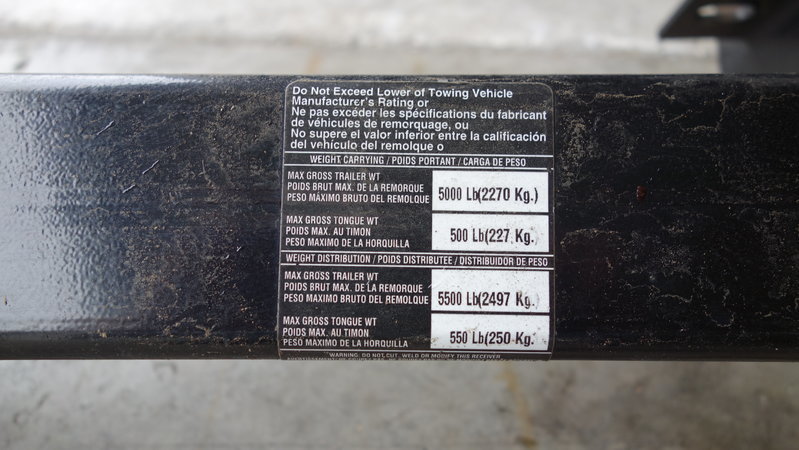 Do Not Exceed Lower of Towing Vehicle
Manufacturer's Rating or
Ne pas excéder les spécifications du fabricant
de véhicules de remorquage, ou
No supere el valor inferior entre la calificación
del vehículo del remolque o
WEIGHT CARRYING / POIDS PORTANT / CARGA DE PESO
MAX GROSS TRAILER WT
POIDS BRUT MAX. DE LA REMORQUE
PESO MÁXIMO BRUTO DEL REMOLQUE
5000 Lb(2270 Kg.)
MAX GROSS TONGUE WT
POIDS MAX. AU TIMON
PESO MAXIMO DE LA HORQUILLA
500 Lb(227 Kg.
WEIGHT DISTRIBUTION / POIDS DISTRIBUTEE / DISTRIBUIDOR DE PESO
MAX GROSS TRAILER WT
POIDS BRUT MAX. DE LA REMORQUE
PESO MAXIMO BRUTO DEL REMOLQUE
5500 Lb(2497 Kg.)
MAX GROSS TONGUE WT
POIDS MAX. AU TIMON
PESO MAXIMO DE LA HORQUILLA
550 Lb(250 Kg.
WARNING: DO NOT CUT, WELD OR MODIFY THIS RECEIVER